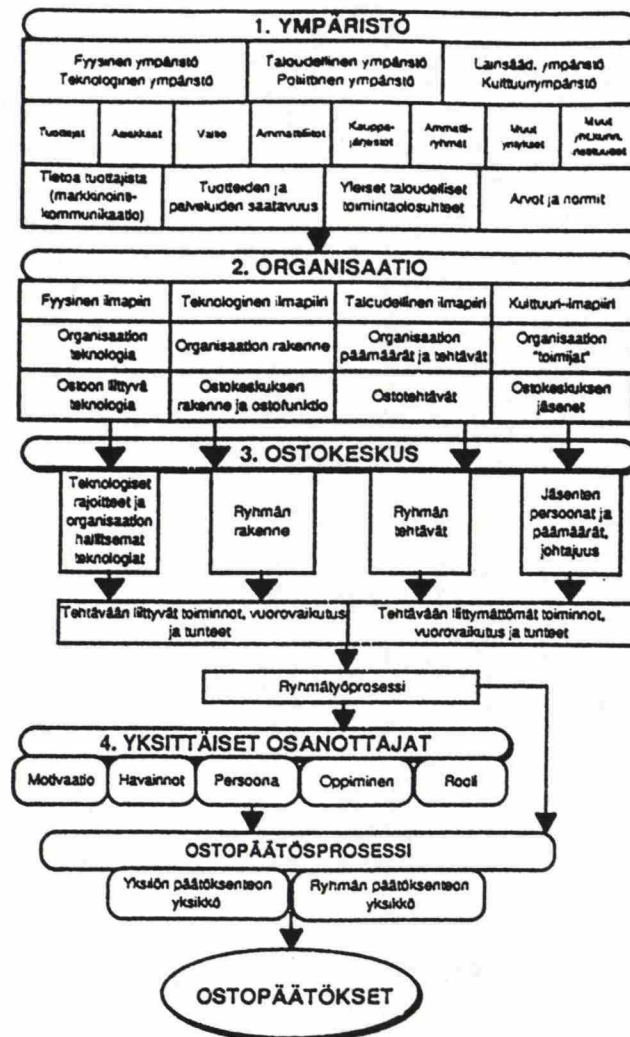 1. YMPÄRISTÖ
Fyysinen ympäristö
Teknologinen ympäristö
Taloudellinen ympäristö
Poliittinen ympäristö
Lainsääd. ympäristö
Kulttuuriympäristö
Tuottajat
Asiakkaat
Valtio
Ammattiliitot
Kauppa-
järjestöt
Ammatti-
ryhmät
Muut
yritykset
Muut
Tietoa tuottajista
(markkinointi-
kommunikaatio)
Tuotteiden ja
palveluiden saatavuus
Yleiset taloudelliset
toimintaolosuhteet
Arvot ja normit
2. ORGANISAATIO
Fyysinen ilmapiiri
Teknologinen ilmapiiri
Taloudellinen ilmapiiri
Kulttuuri-ilmapiiri
Organisaation
teknologia
Organisaation rakenne
Organisaation
päämäärät ja tehtävät
Organisaation
"toimijat"
Ostoon liittyvä
teknologia
Ostokeskuksen
rakenne ja ostofunktio
Ostotehtävät
Ostokeskuksen
jäsenet
3. OSTOKESKUS
Teknologiset
rajoitteet ja
organisaation
hallitsemat
teknologiat
Ryhmän
rakenne
Ryhmän
tehtävät
Jäsenten
persoonat ja
päämäärät,
johtajuus
Tehtävään liittyvät toiminnot, vuorovaikutus
ja tunteet
Tehtävään liittymättömät toiminnot,
vuorovaikutus ja tunteet
Ryhmätyöprosessi
4. YKSITTÄISET OSANOTTAJAT
Motivaatio
Havainnot
Persoona
Oppiminen
Rooli
OSTOPÄÄTÖSPROSESSI
Yksilön päätöksenteon
yksikkö
Ryhmän päätöksenteon
yksikkö
OSTOPÄÄTÖKSET